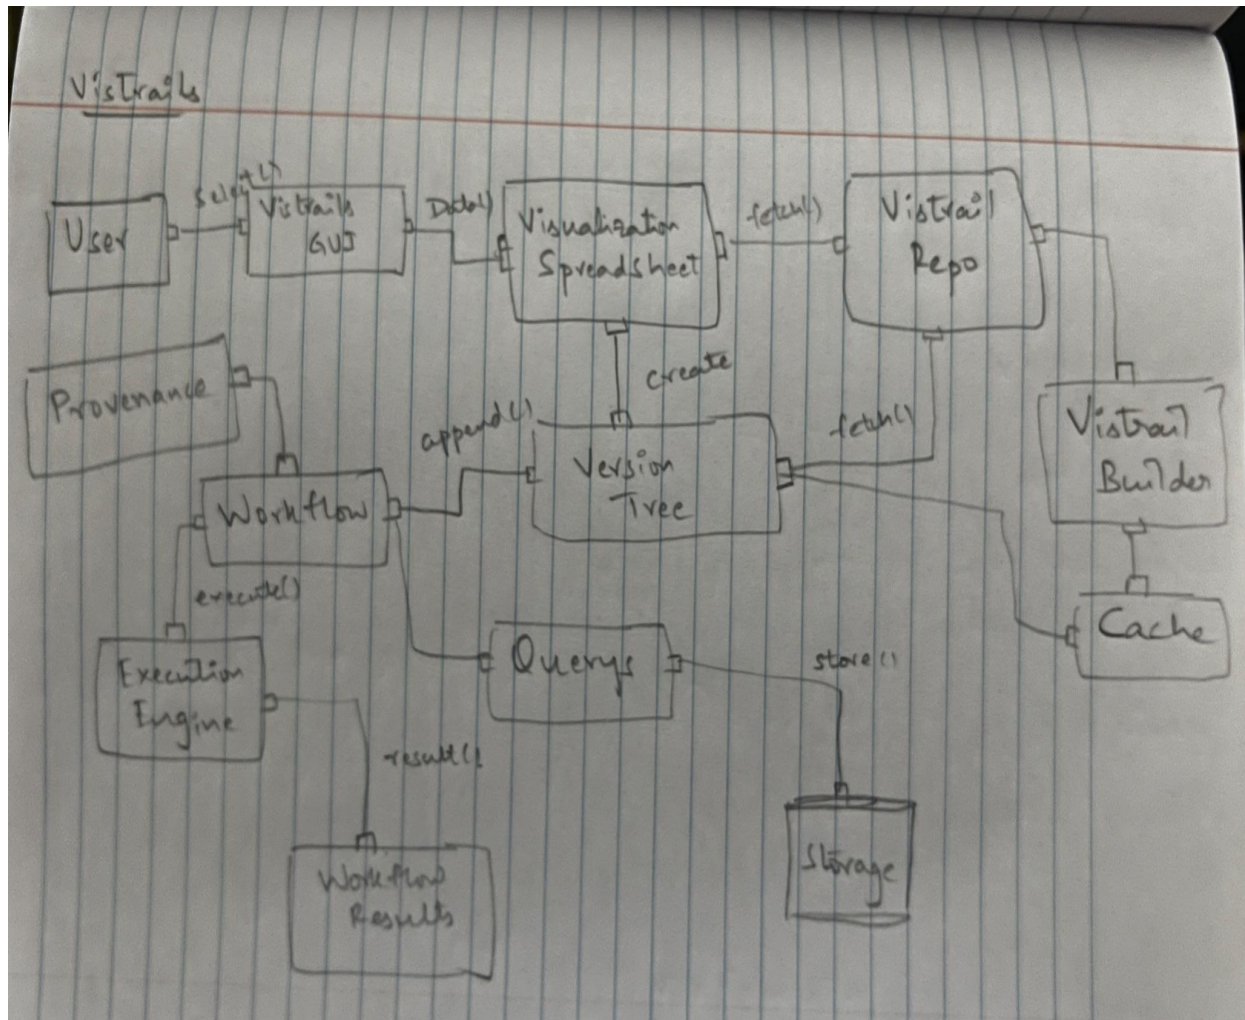 VisTrails
select()
User
Vistrails
GUI
Data()
Visualization
Spreadsheet
fetch()
Vistrail
Repo
create
Provenance
append()
Version
Tree
fetch()
Vistrail
Builder
Workflow
execute()
Querys
store()
Cache
Execution
Engine
result()
Workflow
Results
Storage